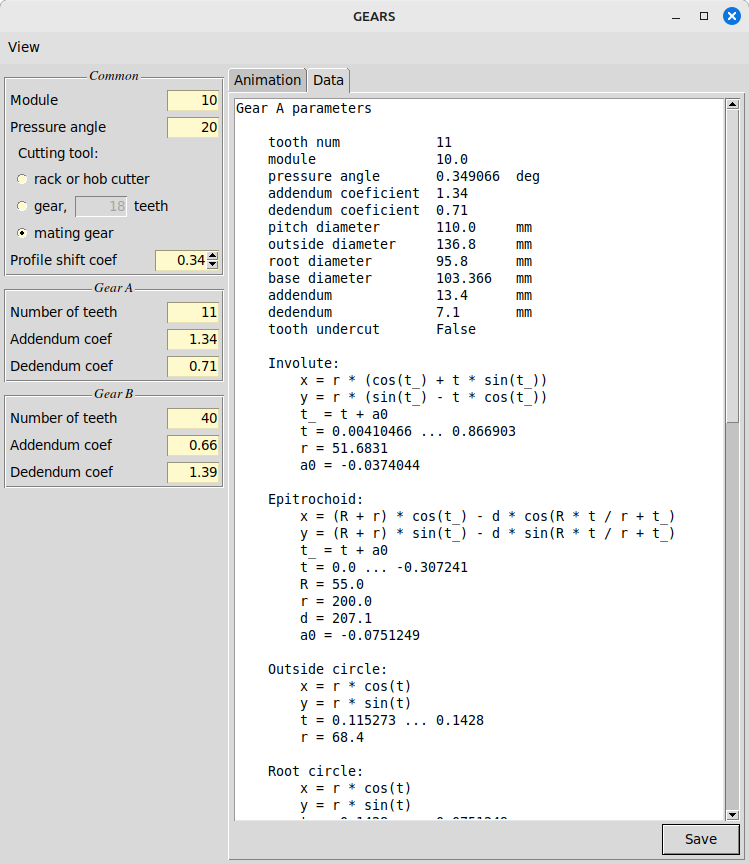 GEARS
View
Common
Module 10
Pressure angle 20
Cutting tool:
rack or hob cutter
gear, 18 teeth
mating gear
Profile shift coef 0.34
Gear A
Number of teeth 11
Addendum coef 1.34
Dedendum coef 0.71
Gear B
Number of teeth 40
Addendum coef 0.66
Dedendum coef 1.39
Animation Data
Gear A parameters
tooth num 11
module 10.0
pressure angle 0.349066 deg
addendum coeficient 1.34
dedendum coeficient 0.71
pitch diameter 110.0 mm
outside diameter 136.8 mm
root diameter 95.8 mm
base diameter 103.366 mm
addendum 13.4 mm
dedendum 7.1 mm
tooth undercut False
Involute:
x = r * (cos(t_) + t * sin(t_))
y = r * (sin(t_) - t * cos(t_))
t_ = t + a0
t = 0.00410466 ... 0.866903
r = 51.6831
a0 = -0.0374044
Epitrochoid:
x = (R + r) * cos(t_) - d * cos(R * t / r + t_)
y = (R + r) * sin(t_) - d * sin(R * t / r + t_)
t_ = t + a0
t = 0.0 ... -0.307241
R = 55.0
r = 200.0
d = 207.1
a0 = -0.0751249
Outside circle:
x = r * cos(t)
y = r * sin(t)
t = 0.115273 ... 0.1428
r = 68.4
Root circle:
x = r * cos(t)
y = r * sin(t)
Save